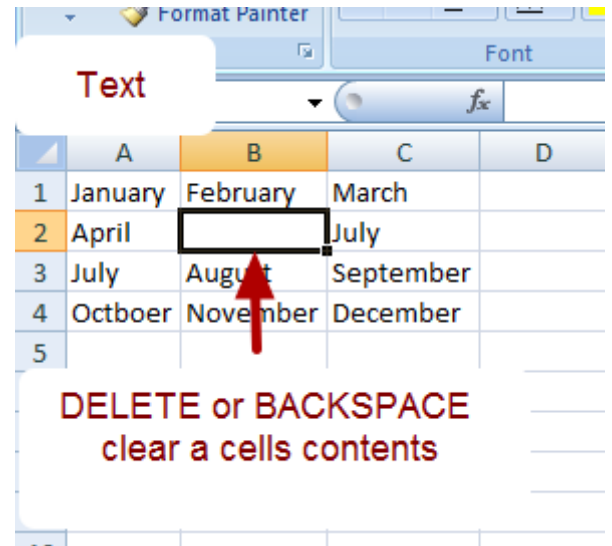 Format Painter
Text
Font
fx
A B C D
1 January February March
2 April July
3 July August September
4 Octboer November December
5
DELETE or BACKSPACE
clear a cells contents